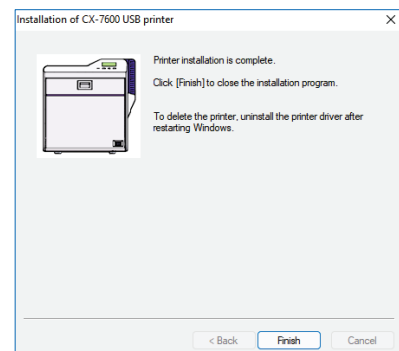 Installation of CX-7600 USB printer
Printer installation is complete.
Click [Finish] to close the installation program.
To delete the printer, uninstall the printer driver after
restarting Windows.
< Back
Finish
Cancel